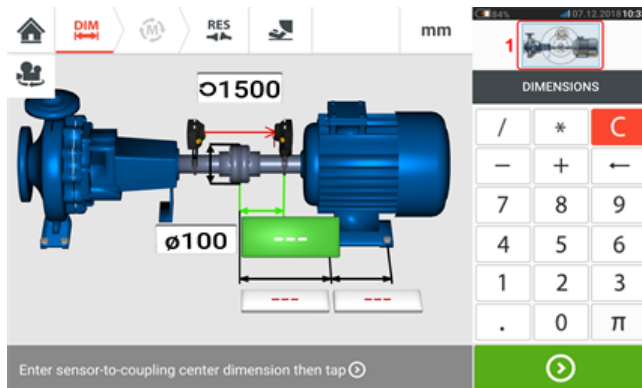 DIM
M
RES
mm
84%
07.12.2018 10:3
1
DIMENSIONS
1500
ø100
---
---
---
/ * C
− + ←
7 8 9
4 5 6
1 2 3
. 0 π
Enter sensor-to-coupling center dimension then tap